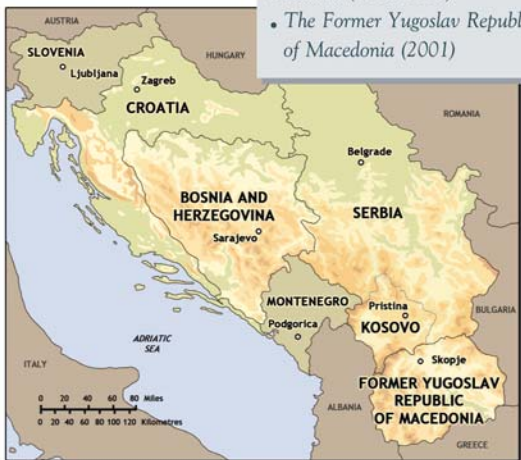 • The Former Yugoslav Republ
of Macedonia (2001)
AUSTRIA
SLOVENIA
Ljubljana
HUNGARY
Zagreb
CROATIA
ROMANIA
Belgrade
BOSNIA AND
HERZEGOVINA
Sarajevo
SERBIA
MONTENEGRO
Podgorica
Pristina
KOSOVO
BULGARIA
ADRIATIC
SEA
ITALY
Skopje
FORMER YUGOSLAV
REPUBLIC
OF MACEDONIA
ALBANIA
GREECE
0 20 40 60 80 Miles
0 20 40 60 80 100 120 Kilometres